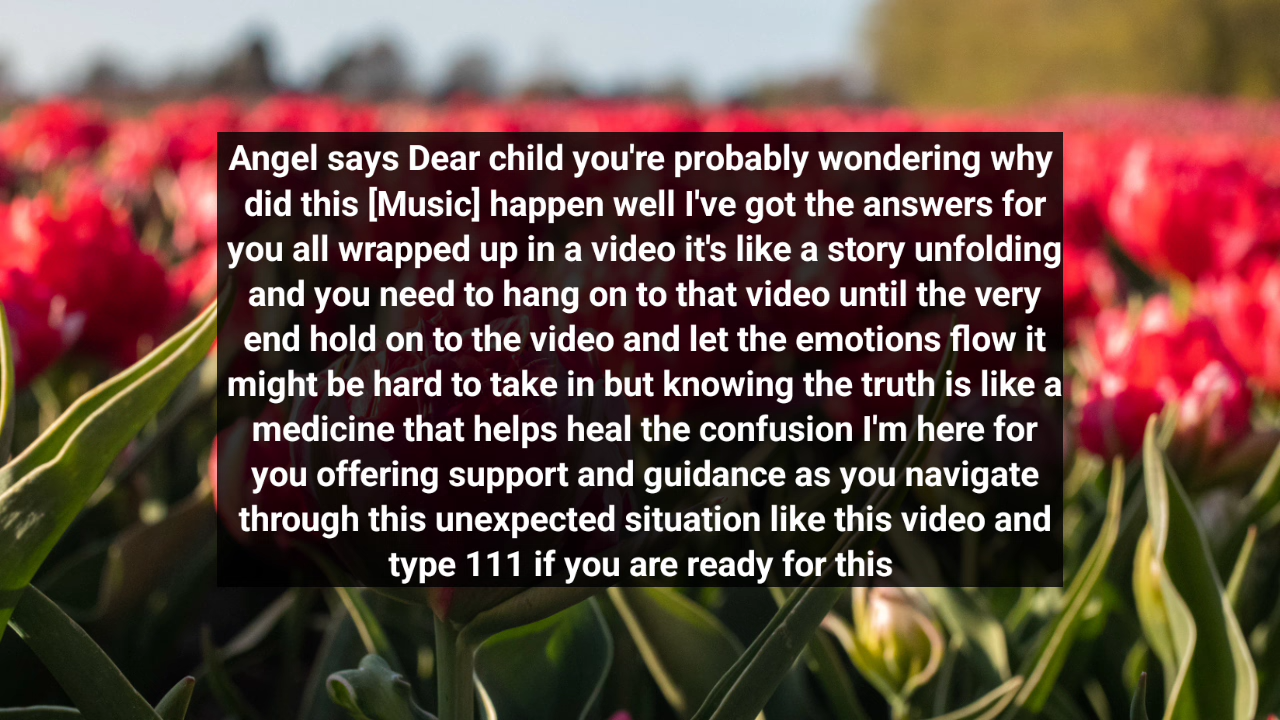 Angel says Dear child you're probably wondering why
did this [Music] happen well I've got the answers for
you all wrapped up in a video it's like a story unfolding
and you need to hang on to that video until the very
end hold on to the video and let the emotions flow it
might be hard to take in but knowing the truth is like a
medicine that helps heal the confusion I'm here for
you offering support and guidance as you navigate
through this unexpected situation like this video and
type 111 if you are ready for this